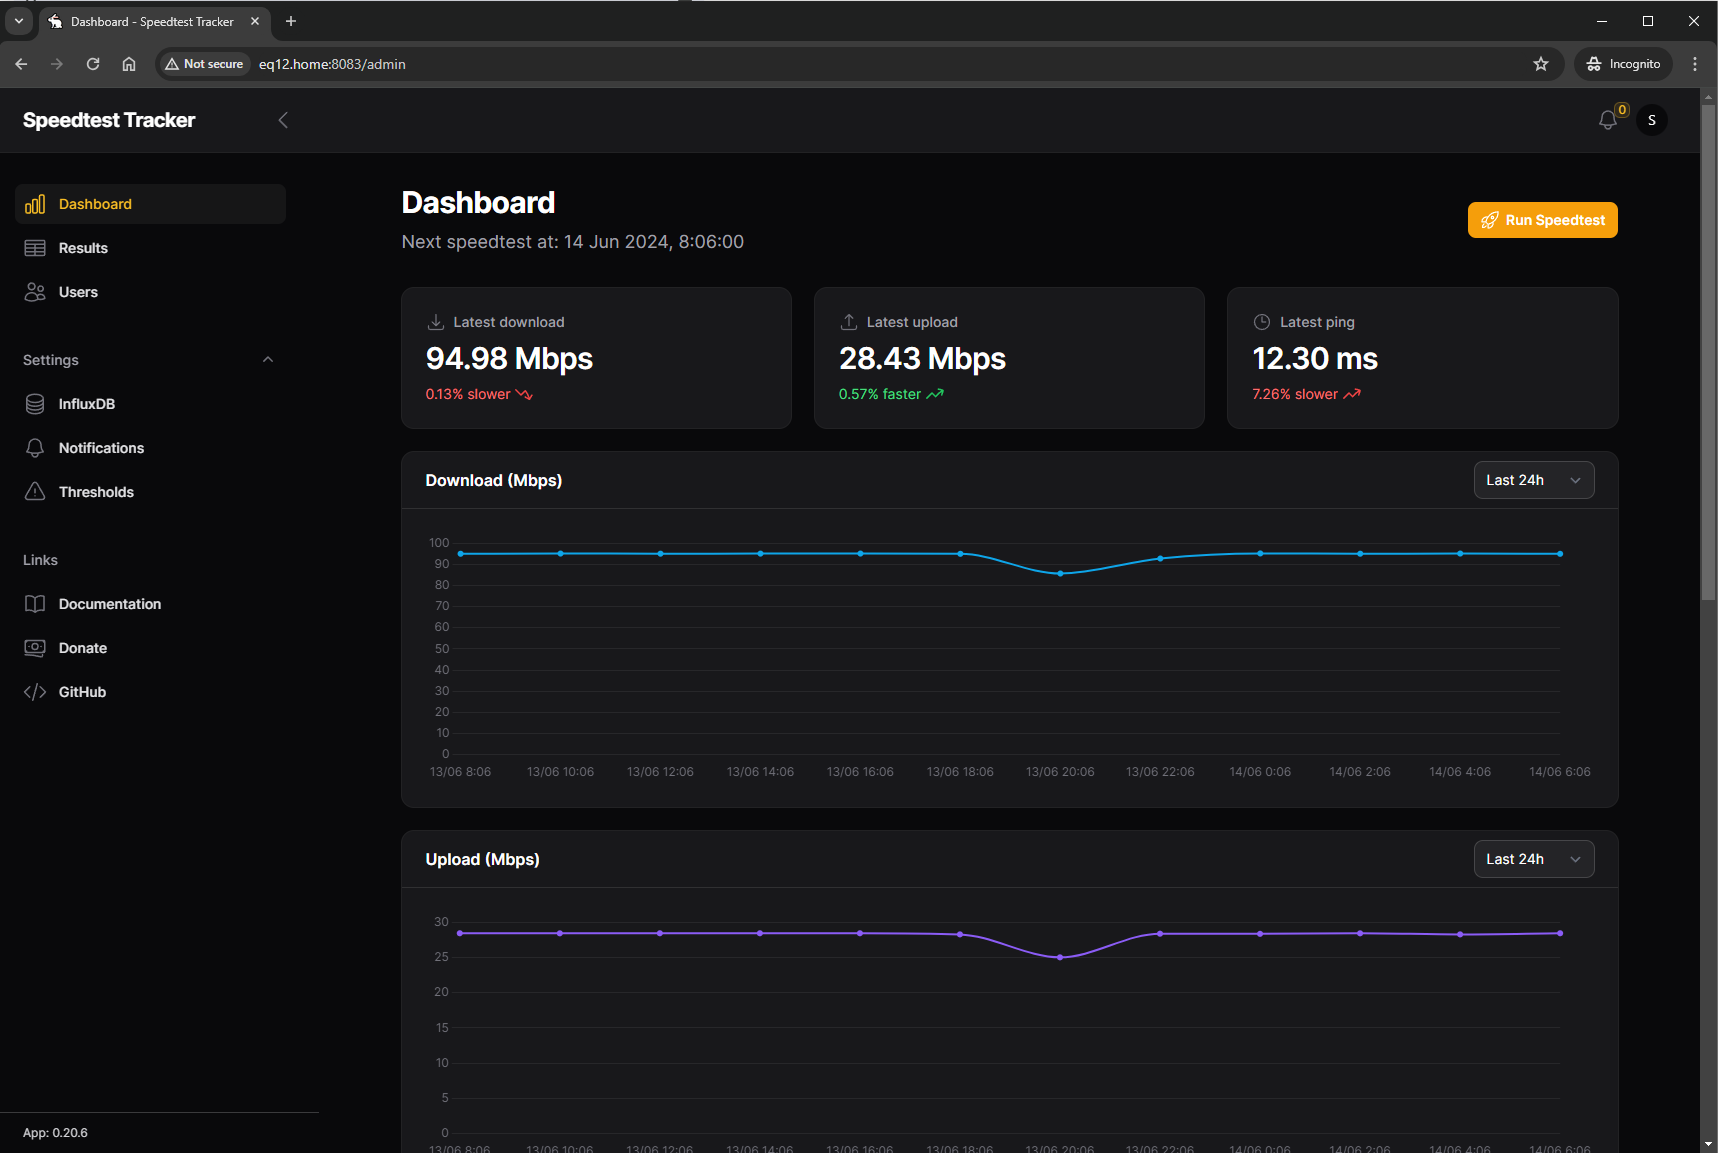 Dashboard - Speedtest Tracker
Not secure
eq12.home:8083/admin
Incognito
Speedtest Tracker
0
S
Dashboard
Results
Users
Settings
InfluxDB
Notifications
Thresholds
Links
Documentation
Donate
GitHub
App: 0.20.6
Dashboard
Next speedtest at: 14 Jun 2024, 8:06:00
Run Speedtest
Latest download
94.98 Mbps
0.13% slower
Latest upload
28.43 Mbps
0.57% faster
Latest ping
12.30 ms
7.26% slower
Download (Mbps)
Last 24h
100
90
80
70
60
50
40
30
20
10
0
13/06 8:06 13/06 10:06 13/06 12:06 13/06 14:06 13/06 16:06 13/06 18:06 13/06 20:06 13/06 22:06 14/06 0:06 14/06 2:06 14/06 4:06 14/06 6:06
Upload (Mbps)
Last 24h
30
25
20
15
10
5
0
13/06 8:06 13/06 10:06 13/06 12:06 13/06 14:06 13/06 16:06 13/06 18:06 13/06 20:06 13/06 22:06 14/06 0:06 14/06 2:06 14/06 4:06 14/06 6:06